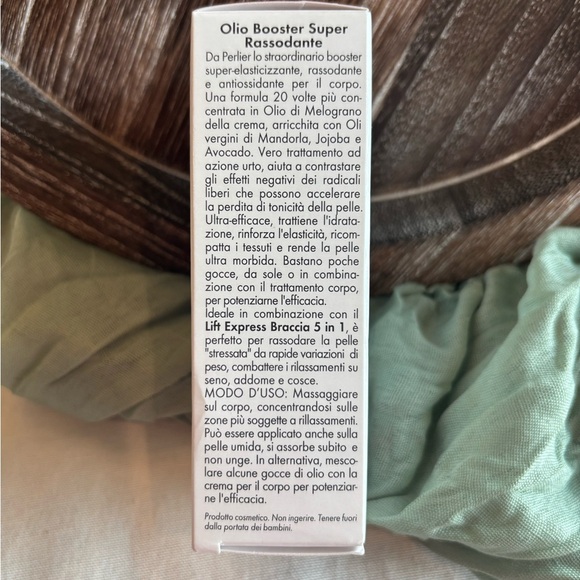 Olio Booster Super
Rassodante
Da Perlier lo straordinario booster
super-elasticizzante, rassodante
e antiossidante per il corpo.
Una formula 20 volte più con-
centrata in Olio di Melograno
della crema, arricchita con Oli
vergini di Mandorla, Jojoba e
Avocado. Vero trattamento ad
azione urto, aiuta a contrastare
gli effetti negativi dei radicali
liberi che possono accelerare
la perdita di tonicità della pelle.
Ultra-efficace, trattiene l'idrata-
zione, rinforza l'elasticità, ricom-
patta i tessuti e rende la pelle
ultra morbida. Bastano poche
gocce, da sole o in combina-
zione con il trattamento corpo,
per potenziarne l'efficacia.
Ideale in combinazione con il
Lift Express Braccia 5 in 1, è
perfetto per rassodare la pelle
"stressata" da rapide variazioni di
peso, combattere i rilassamenti su
seno, addome e cosce.
MODO D'USO: Massaggiare
sul corpo, concentrandosi sulle
zone più soggette a rillassamenti.
Può essere applicato anche sulla
pelle umida, si assorbe subito e
non unge. In alternativa, mesco-
lare alcune gocce di olio con la
crema per il corpo per potenziar-
ne l'efficacia.
Prodotto cosmetico. Non ingerire. Tenere fuori
dalla portata dei bambini.